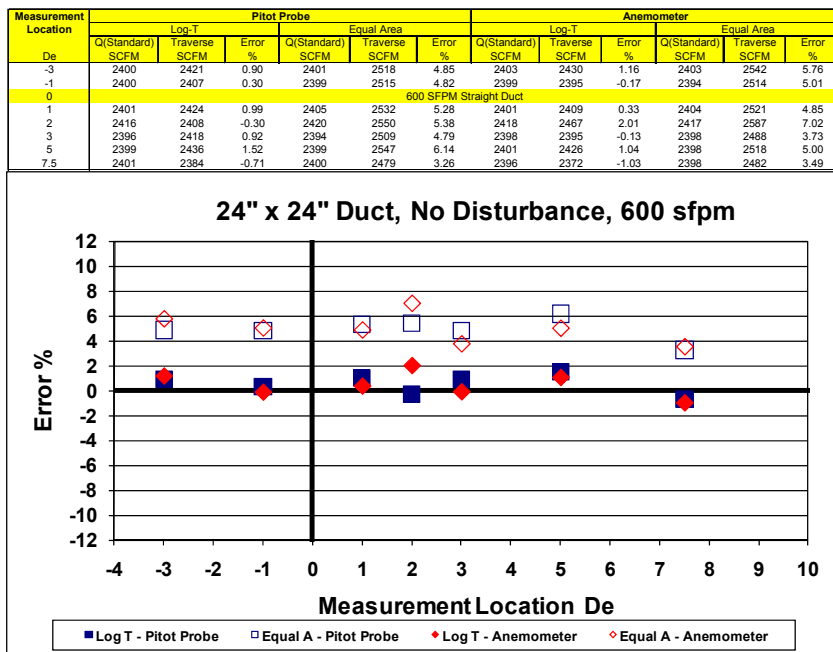 Measurement Location Pitot Probe Anemometer
Log-T Equal Area Log-T Equal Area
Q(Standard) Traverse Error Q(Standard) Traverse Error Q(Standard) Traverse Error Q(Standard) Traverse Error
De SCFM SCFM % SCFM SCFM % SCFM SCFM % SCFM SCFM %
-3 2400 2421 0.90 2401 2518 4.85 2403 2430 1.16 2403 2542 5.76
-1 2400 2407 0.30 2399 2515 4.82 2399 2395 -0.17 2394 2514 5.01
0 600 SFPM Straight Duct
1 2401 2424 0.99 2405 2532 5.28 2401 2409 0.33 2404 2521 4.85
2 2416 2408 -0.30 2420 2550 5.38 2418 2467 2.01 2417 2587 7.02
3 2396 2418 0.92 2394 2509 4.79 2398 2395 -0.13 2398 2488 3.73
5 2399 2436 1.52 2399 2547 6.14 2401 2426 1.04 2398 2518 5.00
7.5 2401 2384 -0.71 2400 2479 3.26 2396 2372 -1.03 2398 2482 3.49
24" x 24" Duct, No Disturbance, 600 sfpm
12
10
8
6
4
2
0
-2
-4
-6
-8
-10
-12
Error %
-4 -3 -2 -1 0 1 2 3 4 5 6 7 8 9 10
Measurement Location De
Log T - Pitot Probe Equal A - Pitot Probe Log T - Anemometer Equal A - Anemometer